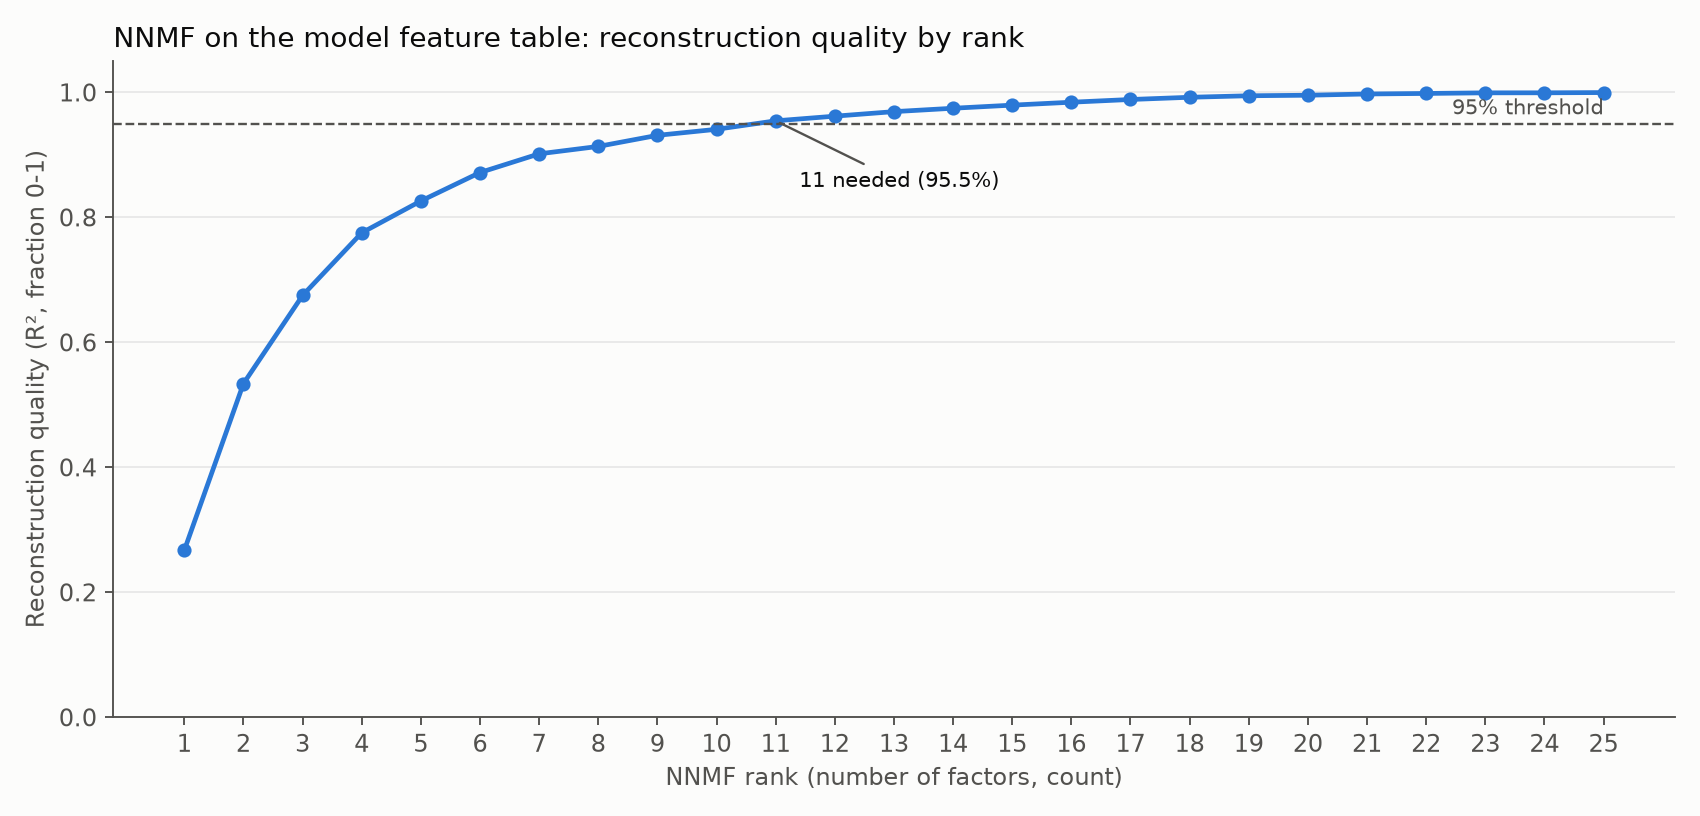 NNMF on the model feature table: reconstruction quality by rank
Reconstruction quality (R², fraction 0-1)
1.0
0.8
0.6
0.4
0.2
0.0
95% threshold
11 needed (95.5%)
1 2 3 4 5 6 7 8 9 10 11 12 13 14 15 16 17 18 19 20 21 22 23 24 25
NNMF rank (number of factors, count)